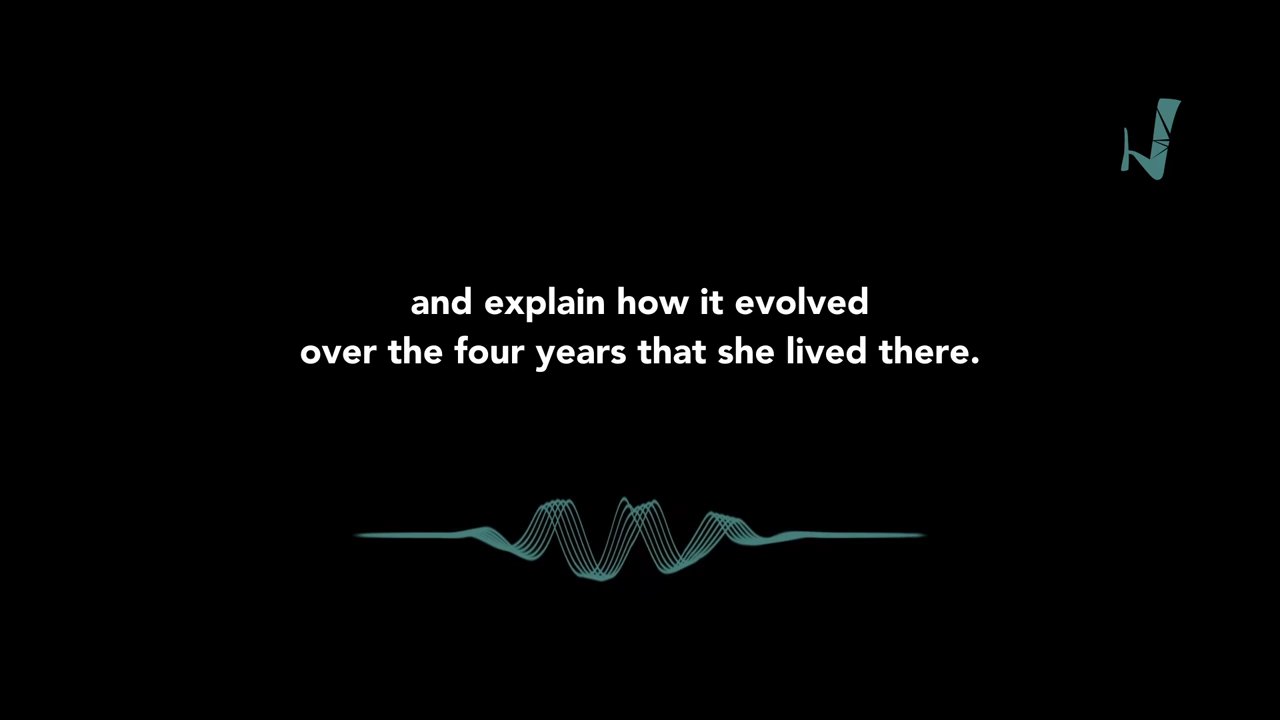 and explain how it evolved
over the four years that she lived there.